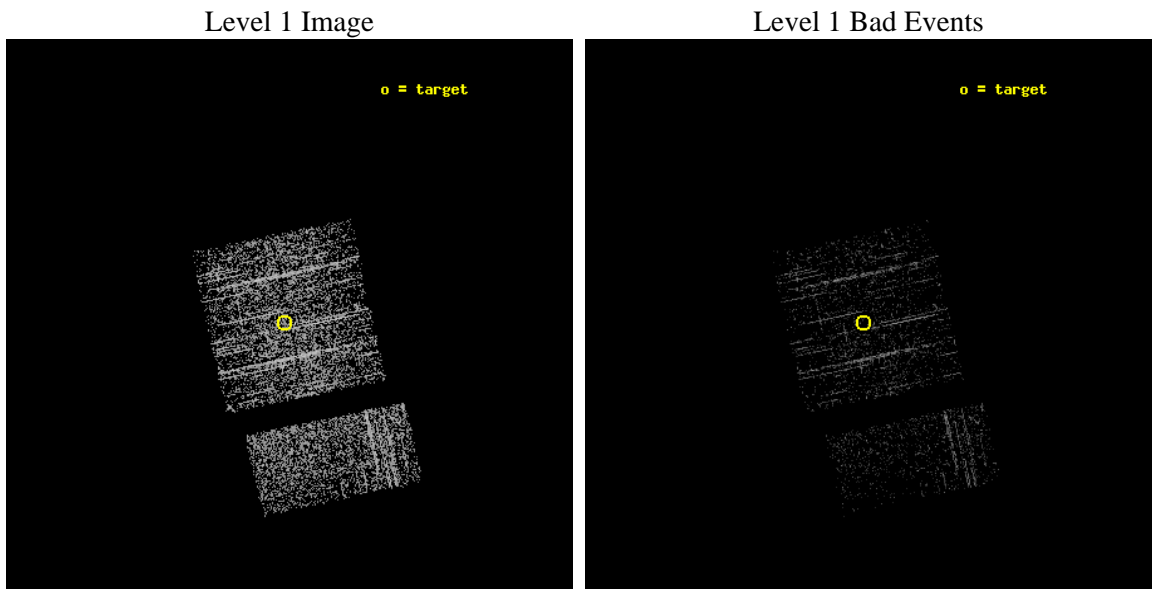 Level 1 Image
Level 1 Bad Events
o = target
o = target